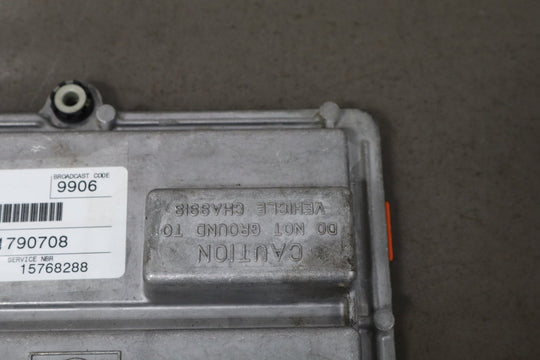 BROADCAST CODE
9906
1790708
SERVICE NBR
15768288
CAUTION
DO NOT GROUND TO
VEHICLE CHASSIS